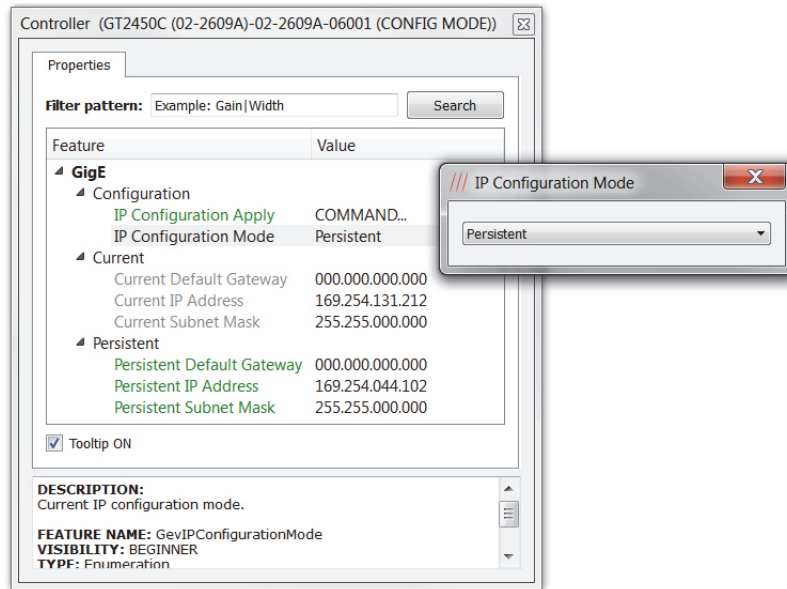 Controller (GT2450C (02-2609A)-02-2609A-06001 (CONFIG MODE))
Properties
Filter pattern: Example: Gain|Width Search
Feature Value
GigE
Configuration
IP Configuration Apply COMMAND...
IP Configuration Mode Persistent
Current
Current Default Gateway 000.000.000.000
Current IP Address 169.254.131.212
Current Subnet Mask 255.255.000.000
Persistent
Persistent Default Gateway 000.000.000.000
Persistent IP Address 169.254.044.102
Persistent Subnet Mask 255.255.000.000
IP Configuration Mode
Persistent
Tooltip ON
DESCRIPTION:
Current IP configuration mode.
FEATURE NAME: GevIPConfigurationMode
VISIBILITY: BEGINNER
TYPE: Enumeration